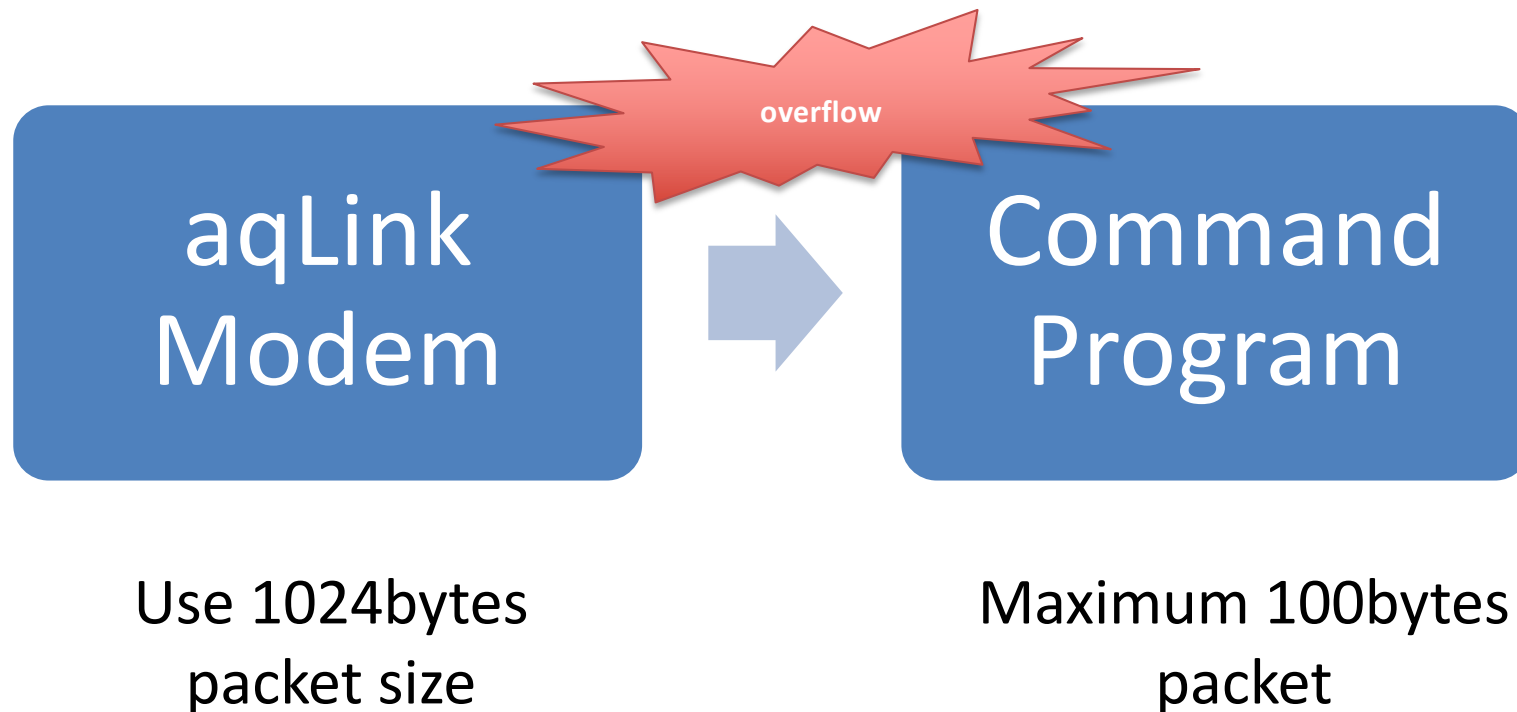 overflow
aqLink
Modem
Command
Program
Use 1024bytes
packet size
Maximum 100bytes
packet